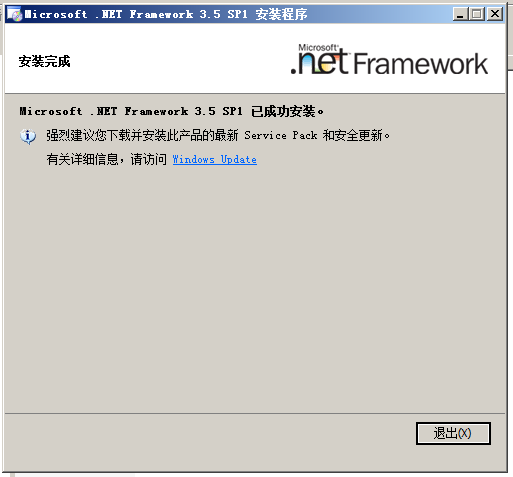 Microsoft .NET Framework 3.5 SP1 安装程序
安装完成
Microsoft
.net Framework
Microsoft .NET Framework 3.5 SP1 已成功安装。
强烈建议您下载并安装此产品的最新 Service Pack 和安全更新。
有关详细信息，请访问 Windows Update
退出(X)